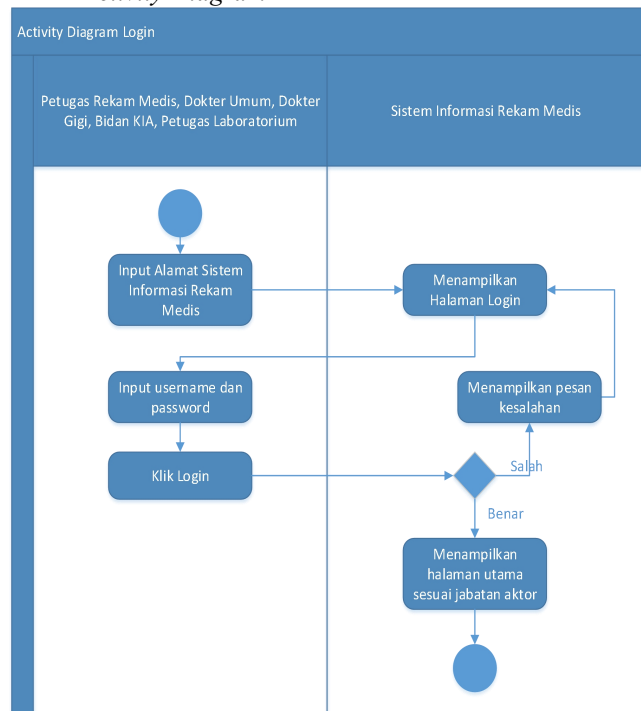 Activity Diagram Login
Petugas Rekam Medis, Dokter Umum, Dokter
Gigi, Bidan KIA, Petugas Laboratorium
Sistem Informasi Rekam Medis
Input Alamat Sistem
Informasi Rekam
Medis
Menampilkan
Halaman Login
Input username dan
password
Menampilkan pesan
kesalahan
Klik Login
Salah
Benar
Menampilkan
halaman utama
sesuai jabatan aktor